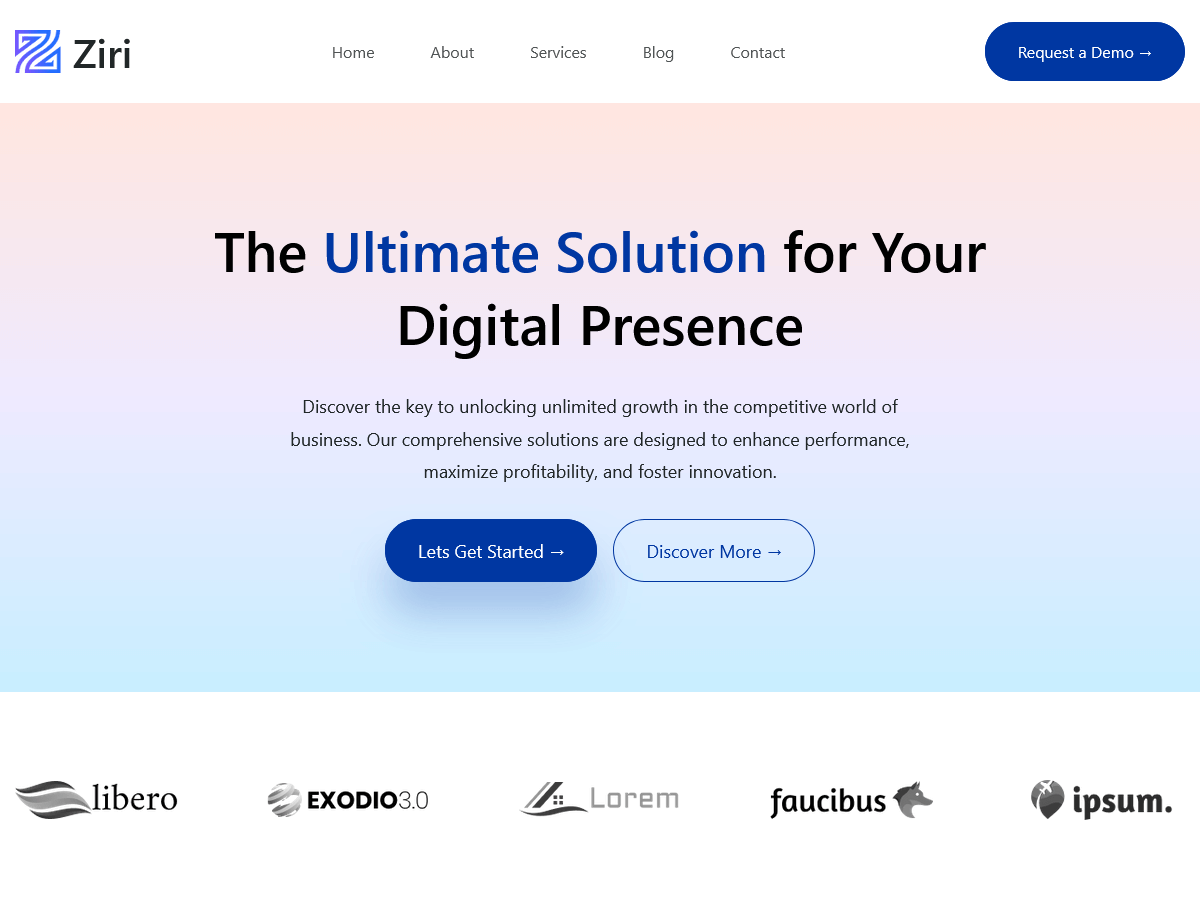 Ziri
Home About Services Blog Contact
Request a Demo →
The Ultimate Solution for Your
Digital Presence
Discover the key to unlocking unlimited growth in the competitive world of
business. Our comprehensive solutions are designed to enhance performance,
maximize profitability, and foster innovation.
Lets Get Started → Discover More →
libero EXODIO3.0 Lorem faucibus ipsum.